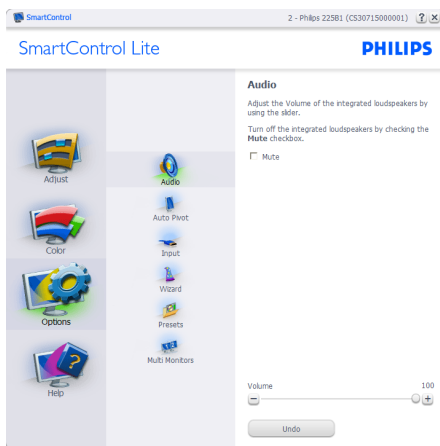 SmartControl
2 - Philips 225B1 (CS30715000001)
?
SmartControl Lite
PHILIPS
Adjust
Color
Options
Help
Audio
Auto Pivot
Input
Wizard
Presets
Multi Monitors
Audio
Adjust the Volume of the integrated loudspeakers by
using the slider.
Turn off the integrated loudspeakers by checking the
Mute checkbox.
Mute
Volume 100
Undo